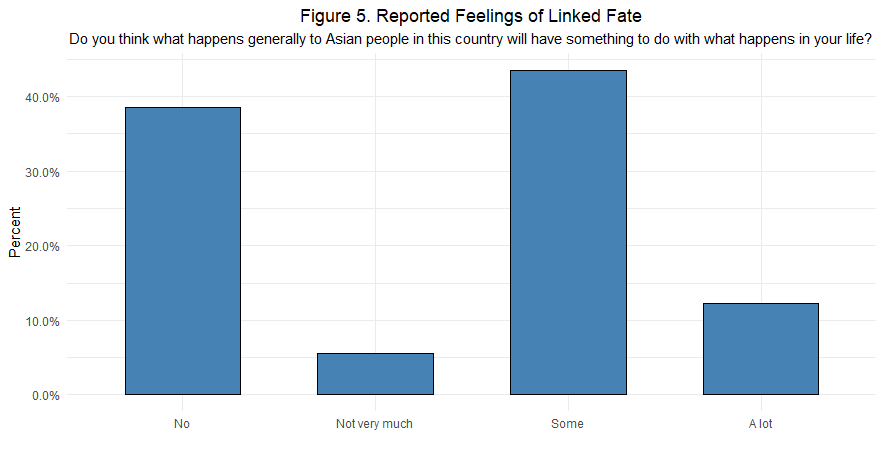 Figure 5. Reported Feelings of Linked Fate
Do you think what happens generally to Asian people in this country will have something to do with what happens in your life?
Percent
40.0%
30.0%
20.0%
10.0%
0.0%
No
Not very much
Some
A lot